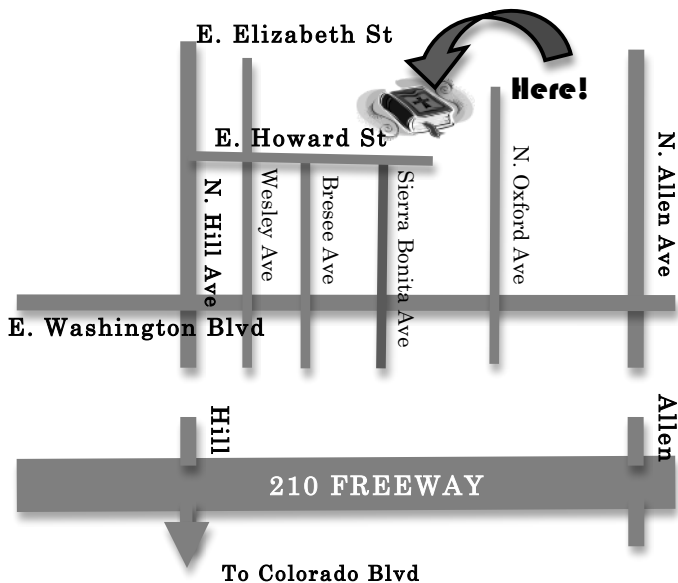 E. Elizabeth St
Here!
E. Howard St
N. Hill Ave
Wesley Ave
Bresee Ave
Sierra Bonita Ave
N. Oxford Ave
N. Allen Ave
E. Washington Blvd
Hill
Allen
210 FREEWAY
To Colorado Blvd